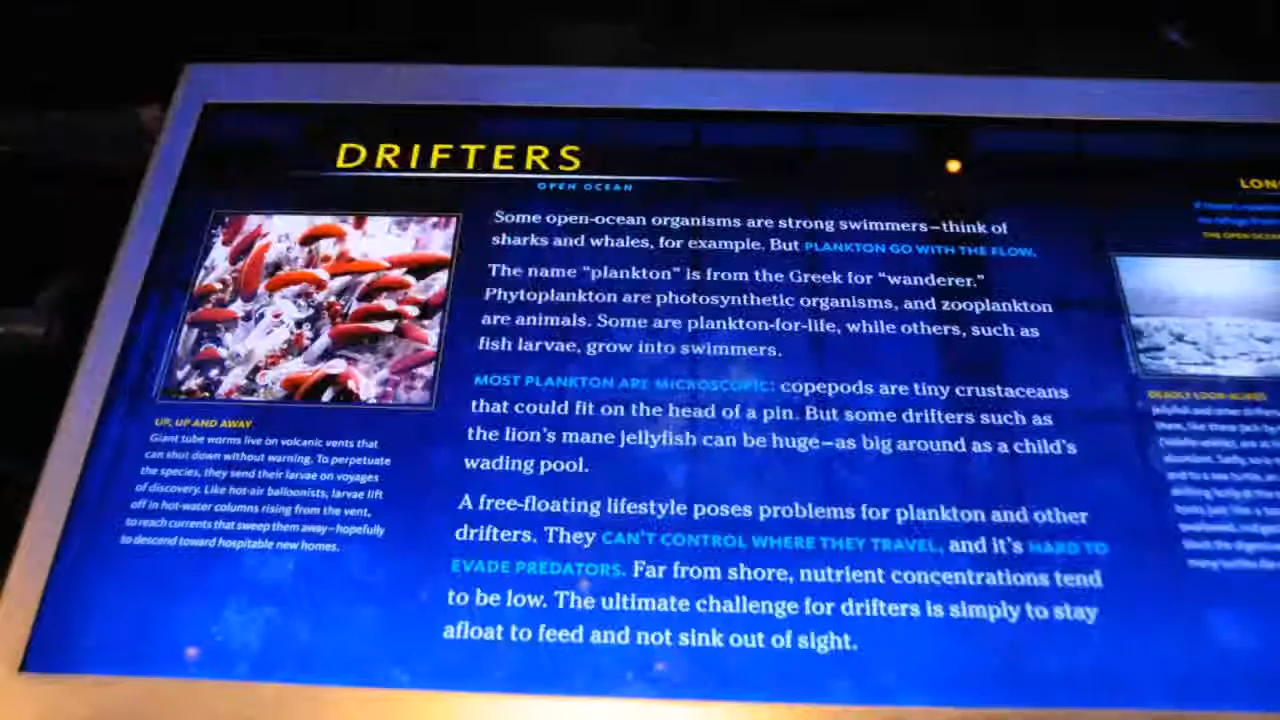 DRIFTERS
OPEN OCEAN
Some open-ocean organisms are strong swimmers—think of
sharks and whales, for example. But PLANKTON GO WITH THE FLOW.
The name "plankton" is from the Greek for "wanderer."
Phytoplankton are photosynthetic organisms, and zooplankton
are animals. Some are plankton-for-life, while others, such as
fish larvae, grow into swimmers.
MOST PLANKTON ARE MICROSCOPIC: copepods are tiny crustaceans
that could fit on the head of a pin. But some drifters such as
the lion's mane jellyfish can be huge—as big around as a child's
wading pool.
A free-floating lifestyle poses problems for plankton and other
drifters. They CAN'T CONTROL WHERE THEY TRAVEL, and it's HARD TO
EVADE PREDATORS. Far from shore, nutrient concentrations tend
to be low. The ultimate challenge for drifters is simply to stay
afloat to feed and not sink out of sight.
UP, UP AND AWAY
Giant tube worms live on volcanic vents that
can shut down without warning. To perpetuate
the species, they send their larvae on voyages
of discovery. Like hot-air balloonists, larvae lift
off in hot-water columns rising from the vent,
to reach currents that sweep them away—hopefully
to descend toward hospitable new homes.
THE OPEN
DEADLY LOOK-ALIKES
jellyfish and other